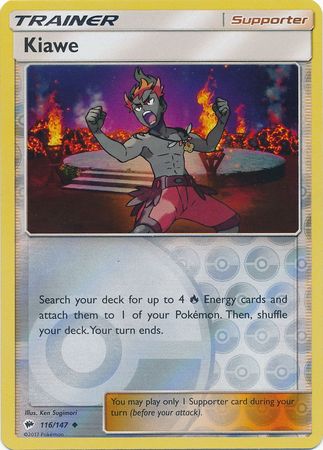 TRAINER
Supporter
Kiawe
Search your deck for up to 4 🔥 Energy cards and
attach them to 1 of your Pokémon. Then, shuffle
your deck. Your turn ends.
Illus. Ken Sugimori
116/147 ◆
©2017 Pokémon
You may play only 1 Supporter card during your
turn (before your attack).